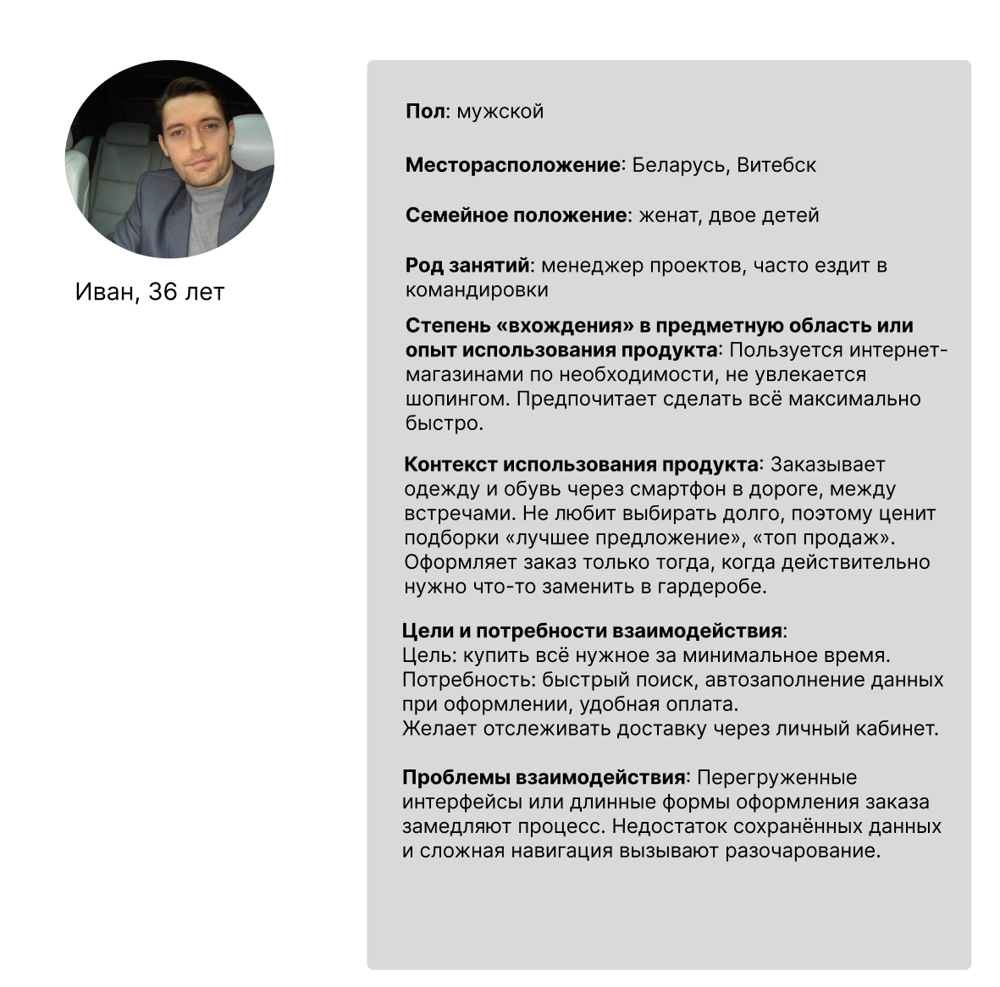 Иван, 36 лет
Пол: мужской
Месторасположение: Беларусь, Витебск
Семейное положение: женат, двое детей
Род занятий: менеджер проектов, часто ездит в
командировки
Степень «вхождения» в предметную область или
опыт использования продукта: Пользуется интернет-
магазинами по необходимости, не увлекается
шопингом. Предпочитает сделать всё максимально
быстро.
Контекст использования продукта: Заказывает
одежду и обувь через смартфон в дороге, между
встречами. Не любит выбирать долго, поэтому ценит
подборки «лучшее предложение», «топ продаж».
Оформляет заказ только тогда, когда действительно
нужно что-то заменить в гардеробе.
Цели и потребности взаимодействия:
Цель: купить всё нужное за минимальное время.
Потребность: быстрый поиск, автозаполнение данных
при оформлении, удобная оплата.
Желает отслеживать доставку через личный кабинет.
Проблемы взаимодействия: Перегруженные
интерфейсы или длинные формы оформления заказа
замедляют процесс. Недостаток сохранённых данных
и сложная навигация вызывают разочарование.